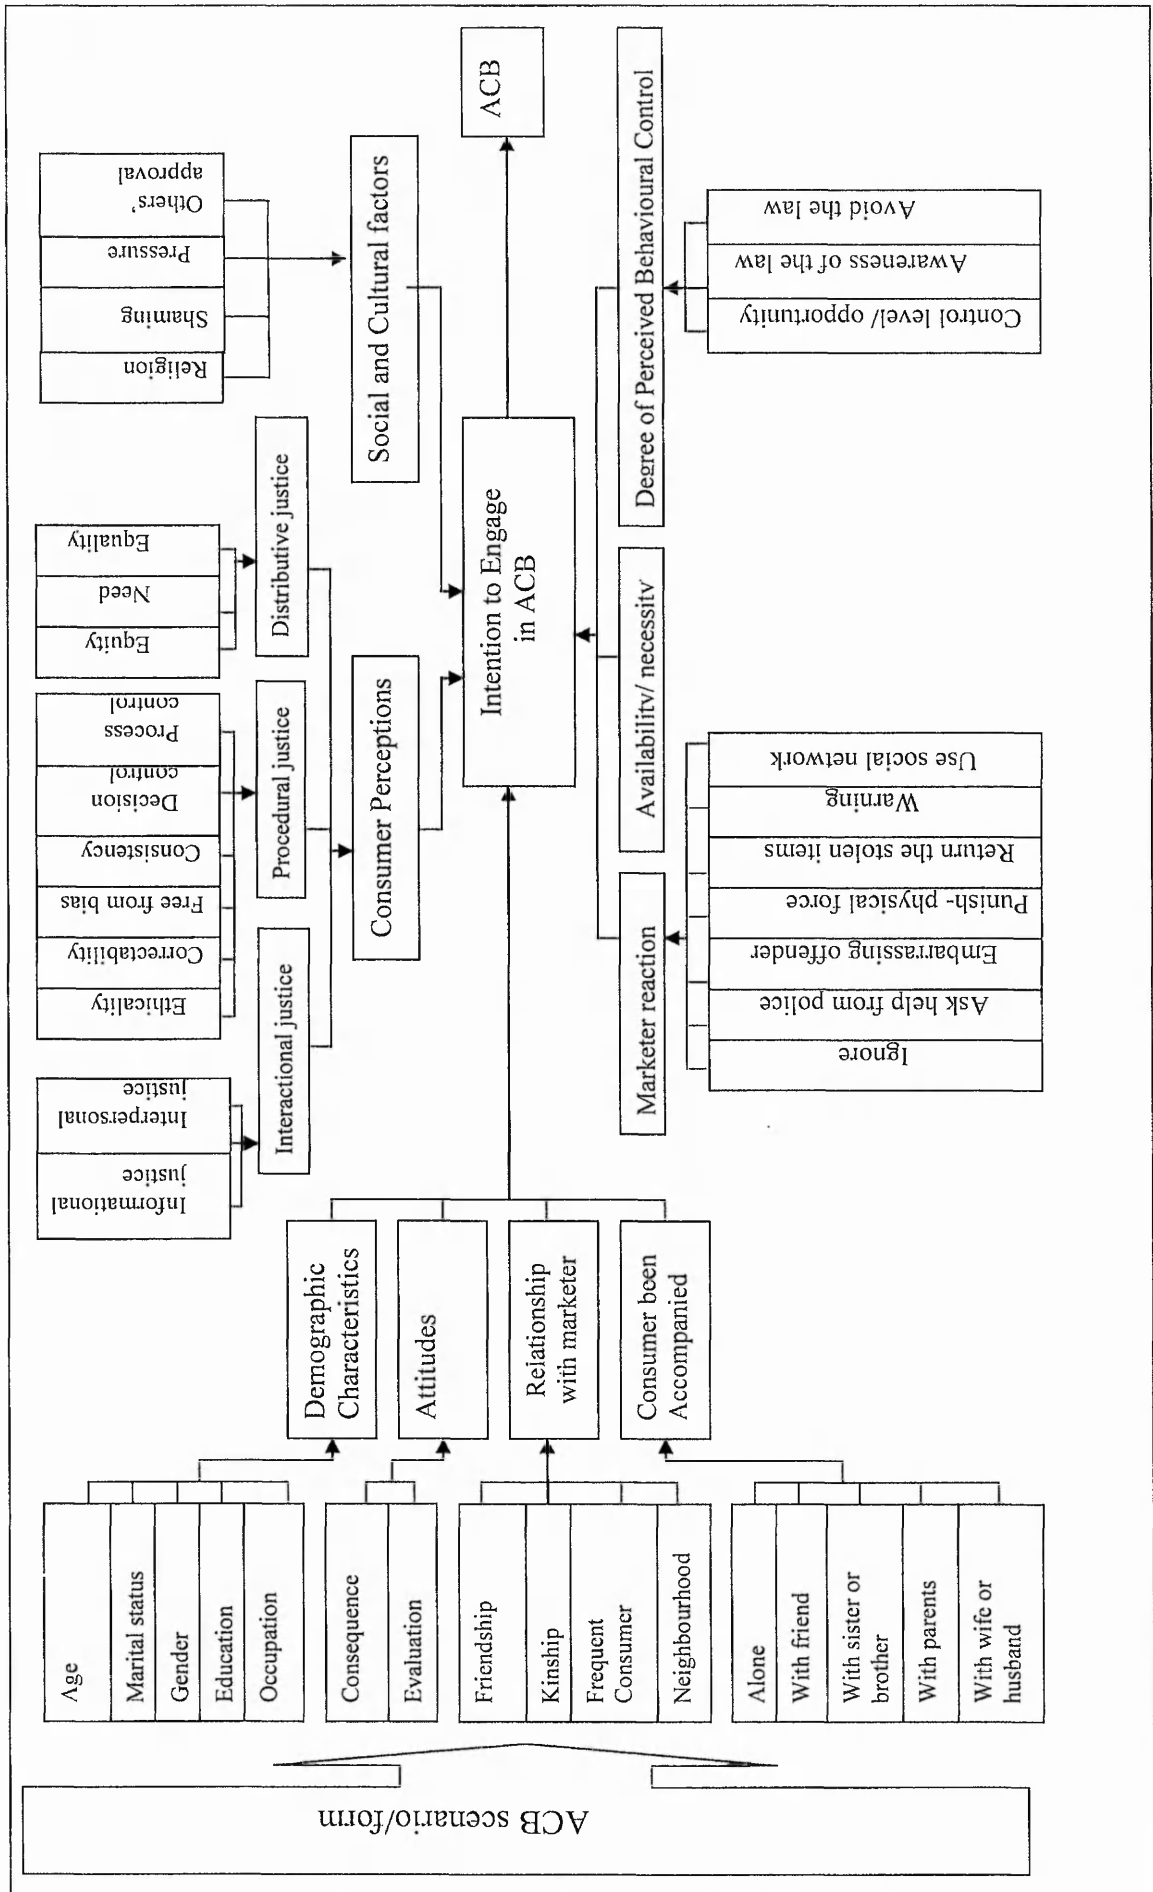 ACB scenario/form
Age
Marital status
Gender
Education
Occupation
Consequence
Evaluation
Friendship
Kinship
Frequent
Consumer
Neighbourhood
Alone
With friend
With sister or
brother
With parents
With wife or
husband
Demographic
Characteristics
Attitudes
Relationship
with marketer
Consumer been
Accompanied
Informational
justice
Interpersonal
justice
Ethicality
Correctability
Free from bias
Consistency
Decision
control
Process
control
Equity
Need
Equality
Religion
Shaming
Pressure
Others'
approval
Interactional justice
Procedural justice
Distributive justice
Consumer Perceptions
Social and Cultural factors
Intention to Engage
in ACB
ACB
Marketer reaction
Availability/ necessity
Degree of Perceived Behavioural Control
Ignore
Ask help from police
Embarrassing offender
Punish- physical force
Return the stolen items
Warning
Use social network
Control level/ opportunity
Awareness of the law
Avoid the law